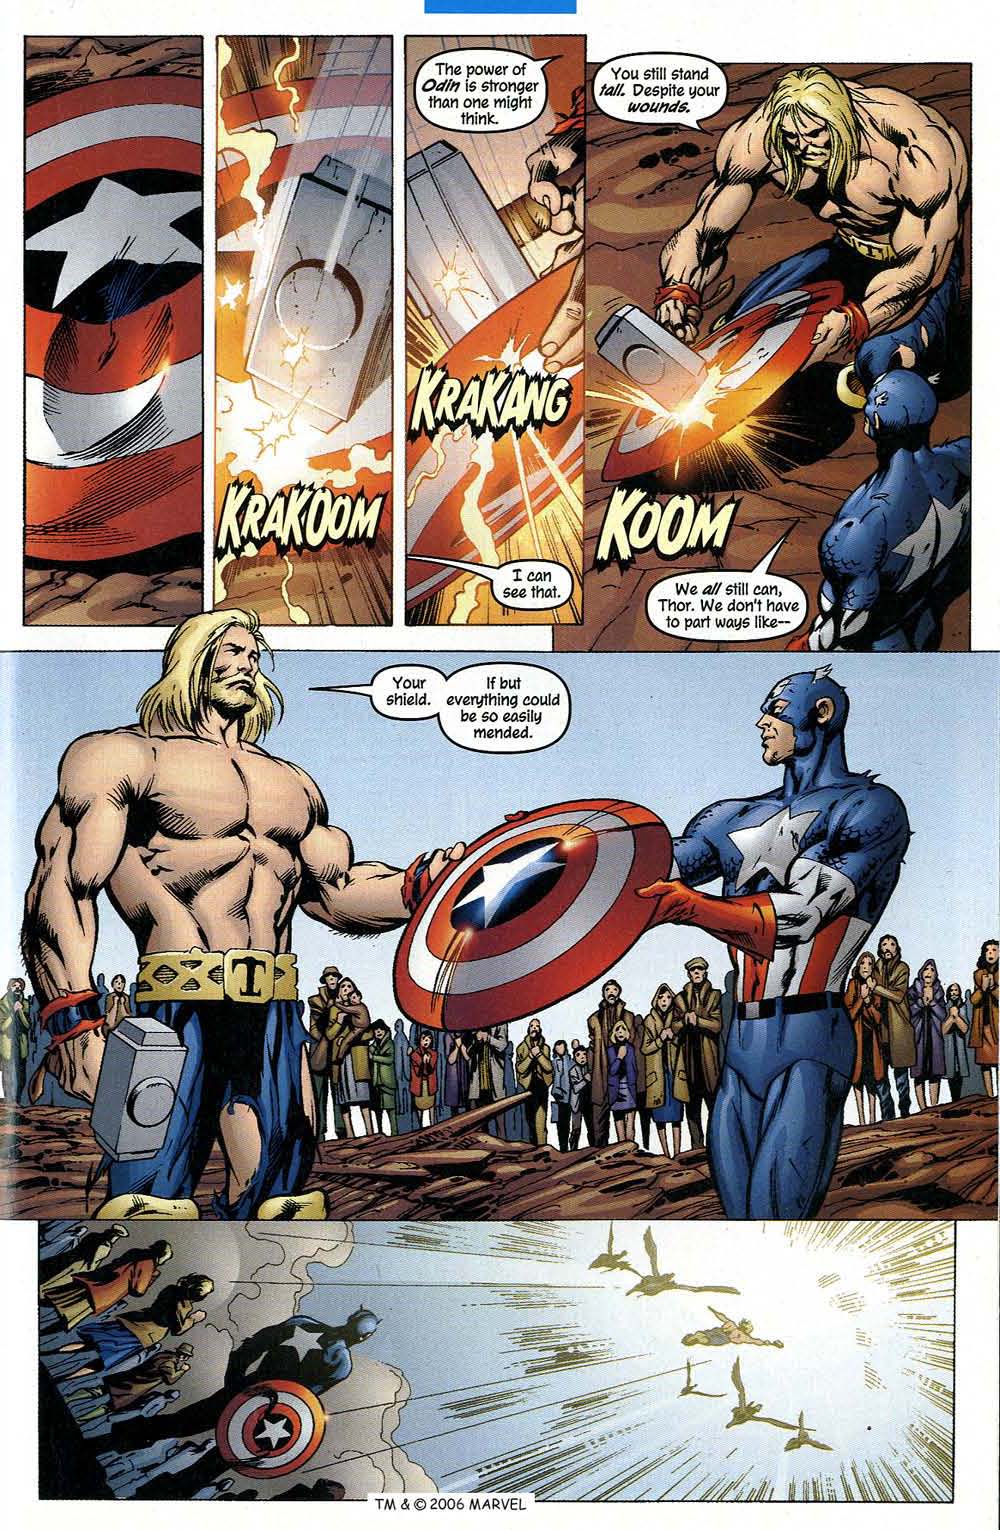 The power of
Odin is stronger
than one might
think.
You still stand
tall. Despite your
wounds.
KRAKOOM
KRAKANG
I can
see that.
KOOM
We all still can,
Thor. We don't have
to part ways like--
Your
shield.
If but
everything could
be so easily
mended.
T
TM & © 2006 MARVEL